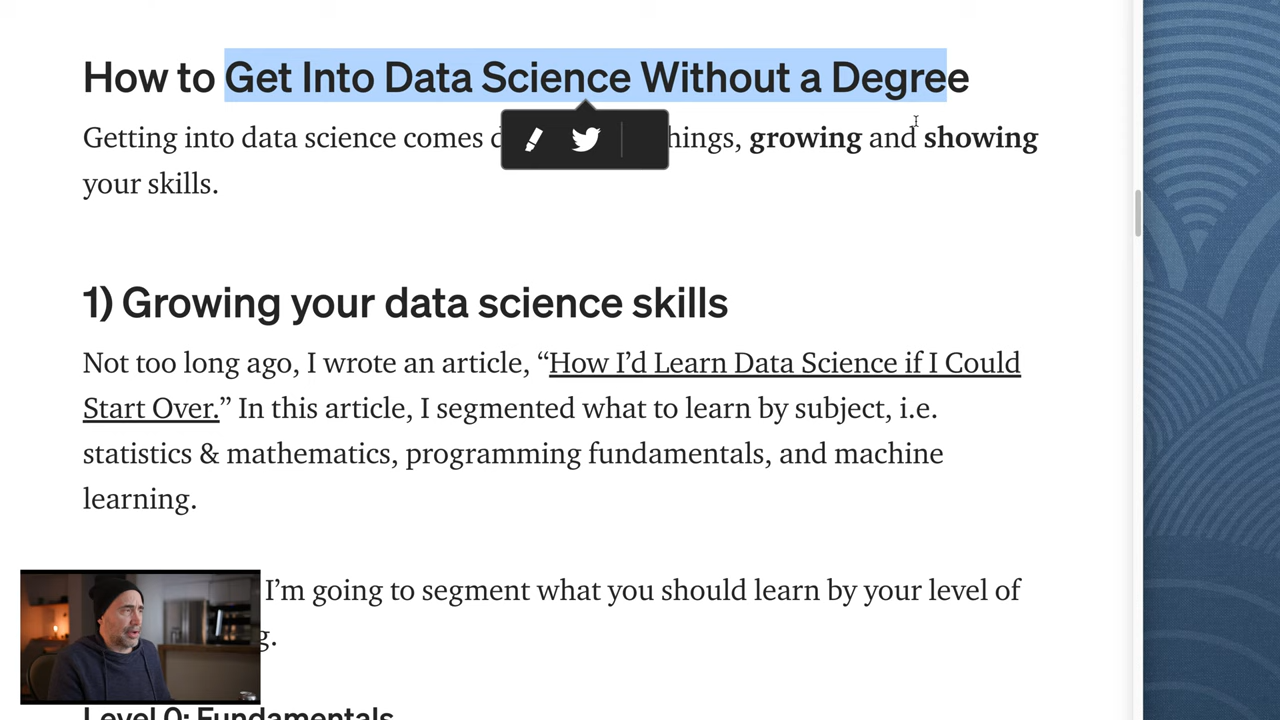 How to Get Into Data Science Without a Degree
Getting into data science comes hings, growing and showing
your skills.
1) Growing your data science skills
Not too long ago, I wrote an article, “How I’d Learn Data Science if I Could
Start Over.” In this article, I segmented what to learn by subject, i.e.
statistics & mathematics, programming fundamentals, and machine
learning.
I’m going to segment what you should learn by your level of
g.
Level 0: Fundamentals